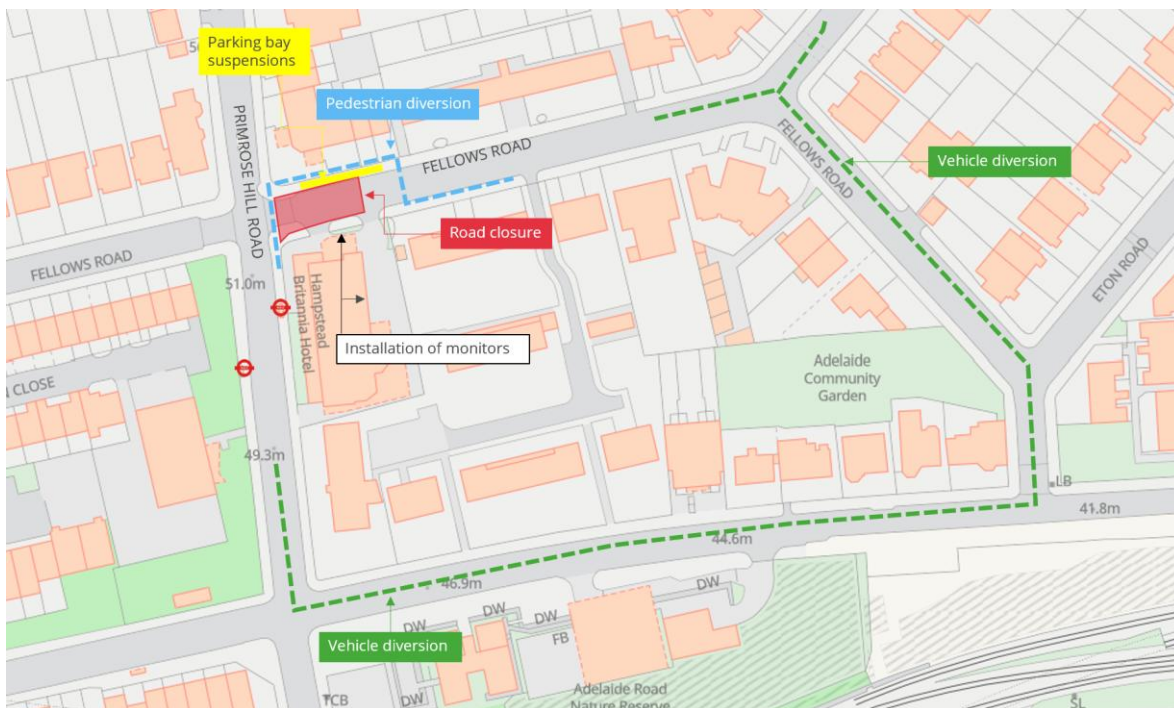 Parking bay
suspensions
Pedestrian diversion
PRIMROSE HILL ROAD
FELLOWS ROAD
FELLOWS ROAD
Vehicle diversion
Road closure
FELLOWS ROAD
51.0m
Hampstead
Britannia Hotel
ETON ROAD
Installation of monitors
CLOSE
Adelaide
Community
Garden
49.3m
LB
41.8m
44.6m
46.9m
DW
DW
DW
DW
FB
Vehicle diversion
DW
TCB
Adelaide Road
Nature Reserve
SL